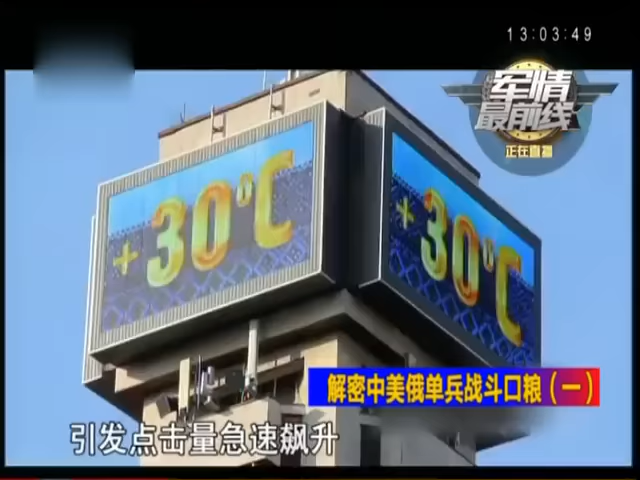 13:03:49
军情
最前线
正在直播
+30°C
+30°C
解密中美俄单兵战斗口粮（一）
引发点击量急速飙升